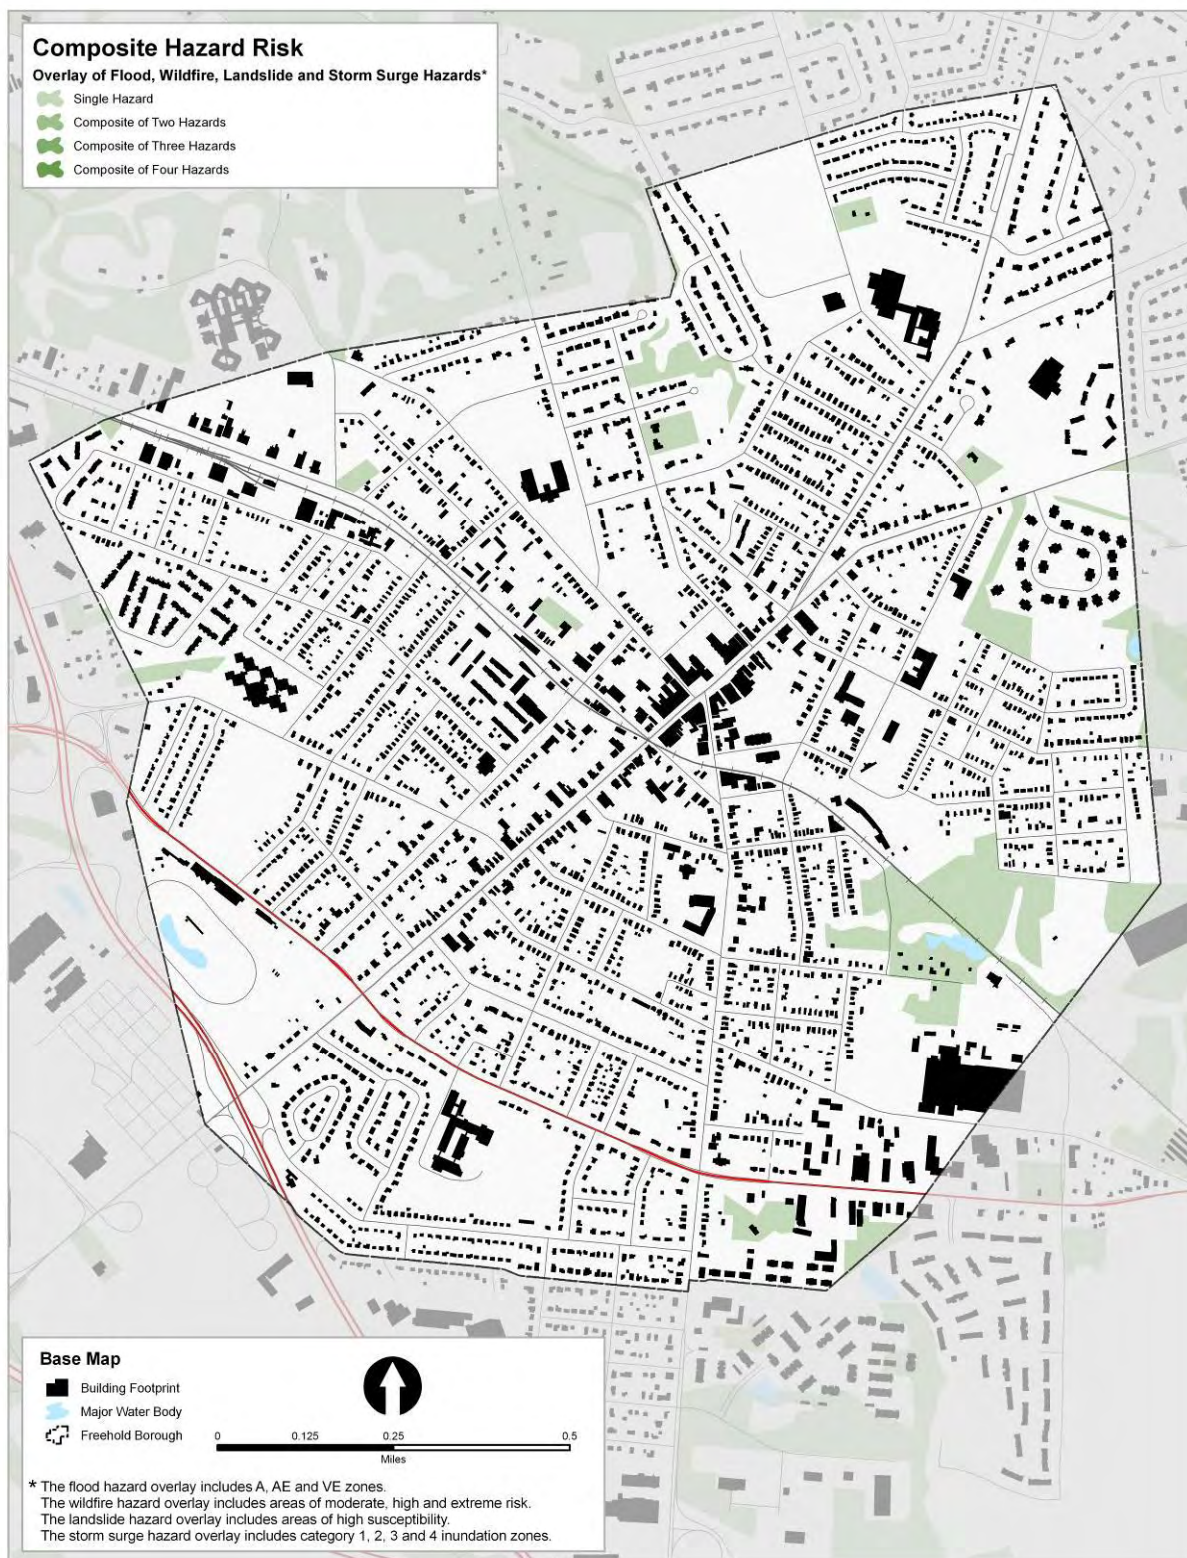 Composite Hazard Risk
Overlay of Flood, Wildfire, Landslide and Storm Surge Hazards*
Single Hazard
Composite of Two Hazards
Composite of Three Hazards
Composite of Four Hazards
Base Map
Building Footprint
Major Water Body
Freehold Borough
0 0.125 0.25 0.5
Miles
* The flood hazard overlay includes A, AE and VE zones.
The wildfire hazard overlay includes areas of moderate, high and extreme risk.
The landslide hazard overlay includes areas of high susceptibility.
The storm surge hazard overlay includes category 1, 2, 3 and 4 inundation zones.